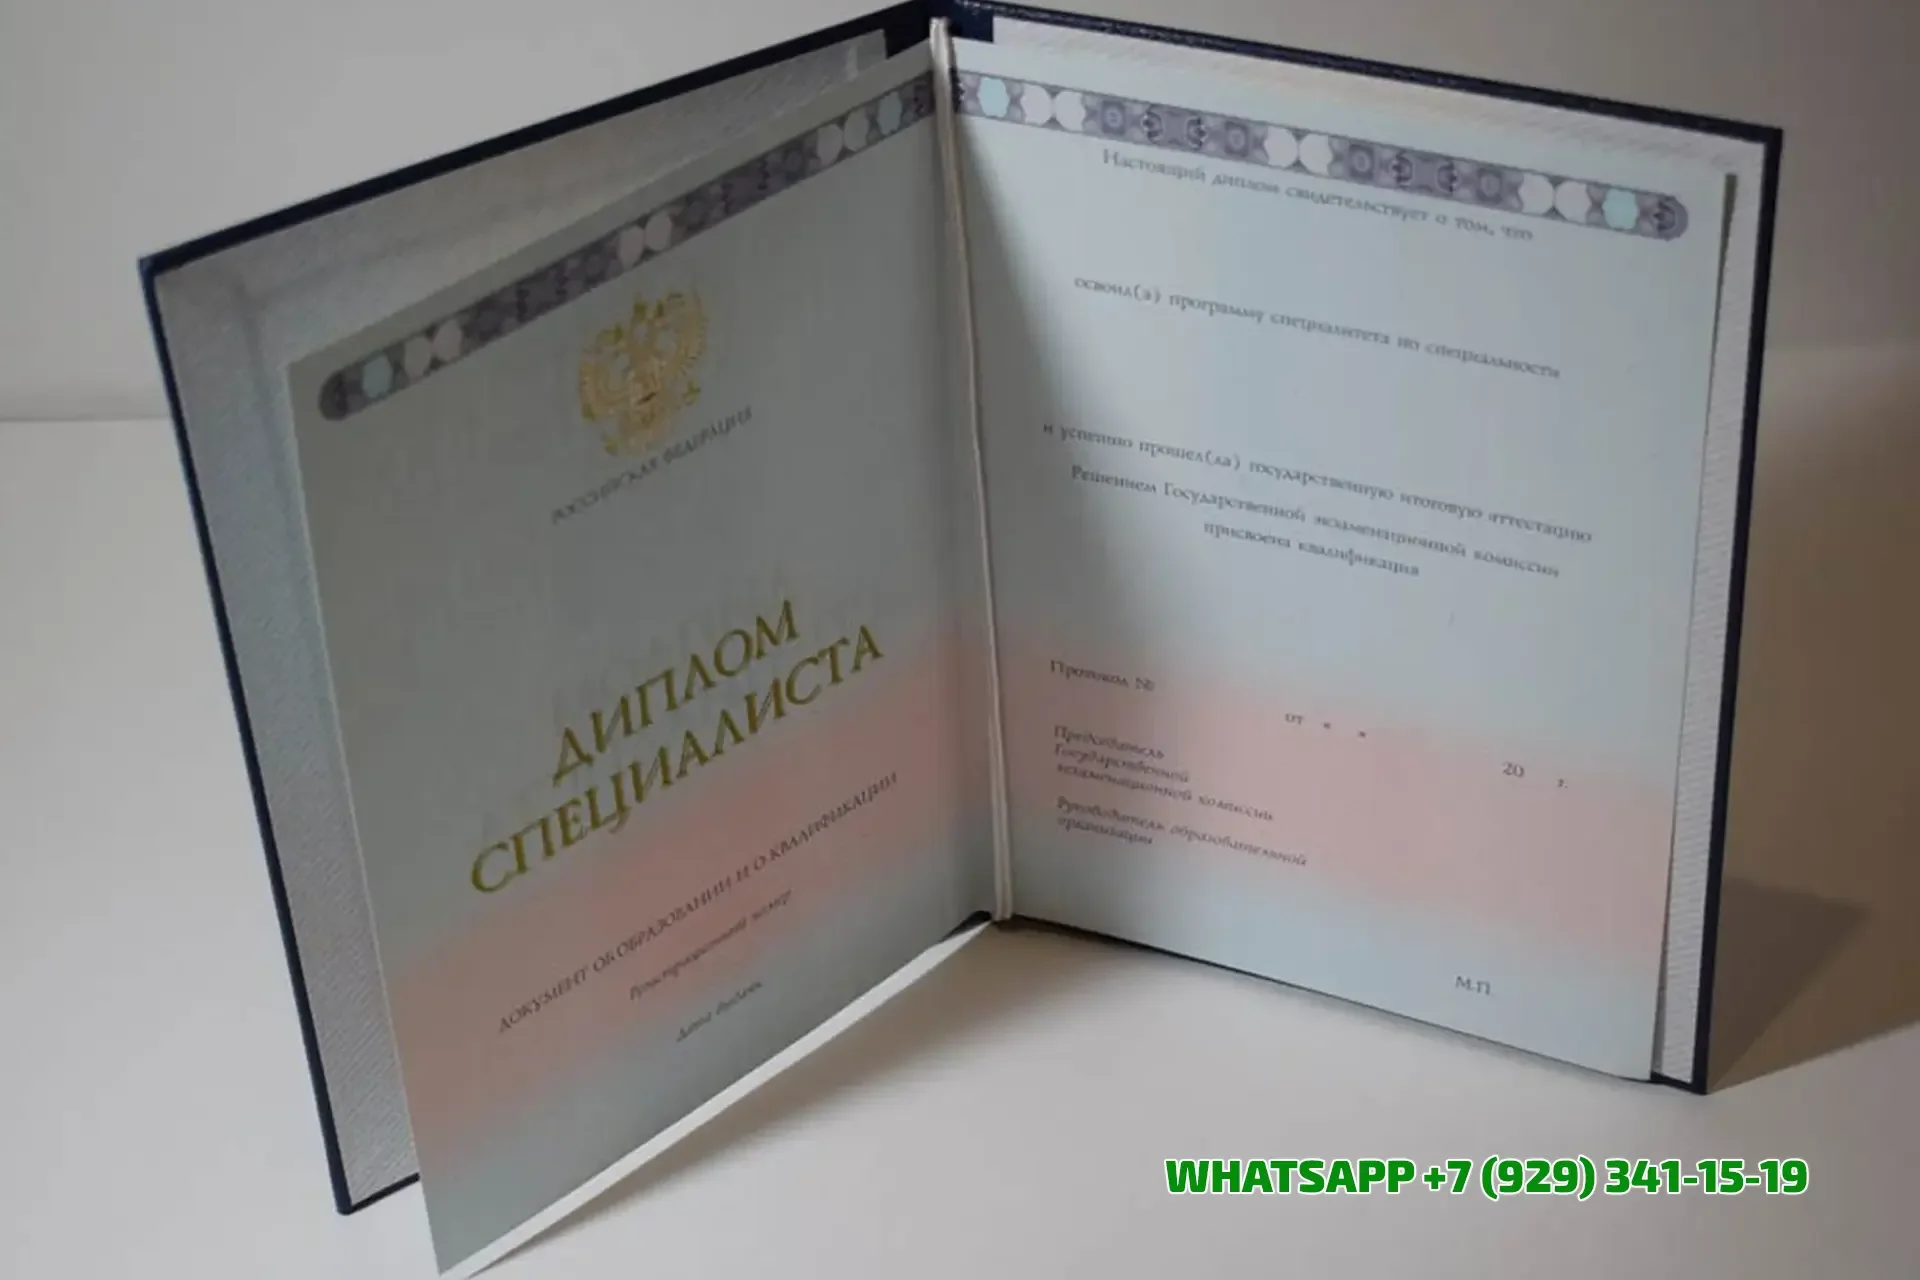 РОССИЙСКАЯ ФЕДЕРАЦИЯ
ДИПЛОМ
СПЕЦИАЛИСТА
ДОКУМЕНТ ОБ ОБРАЗОВАНИИ И О КВАЛИФИКАЦИИ
Регистрационный номер
Дата выдачи
Настоящий диплом свидетельствует о том, что
освоил(а) программу специалитета по специальности
и успешно прошел(ла) государственную итоговую аттестацию
Решением Государственной экзаменационной комиссии
присвоена квалификация
Протокол №
от « »
20 г.
Председатель
Государственной
экзаменационной комиссии
Руководитель образовательной
организации
М.П.
WHATSAPP +7 (929) 341-15-19